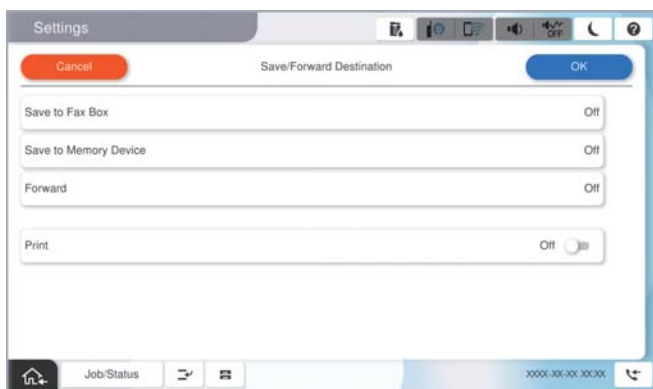 Settings
OFF
Cancel
Save/Forward Destination
OK
Save to Fax Box
Off
Save to Memory Device
Off
Forward
Off
Print
Off
Job/Status
XXXX-XX-XX XX:XX